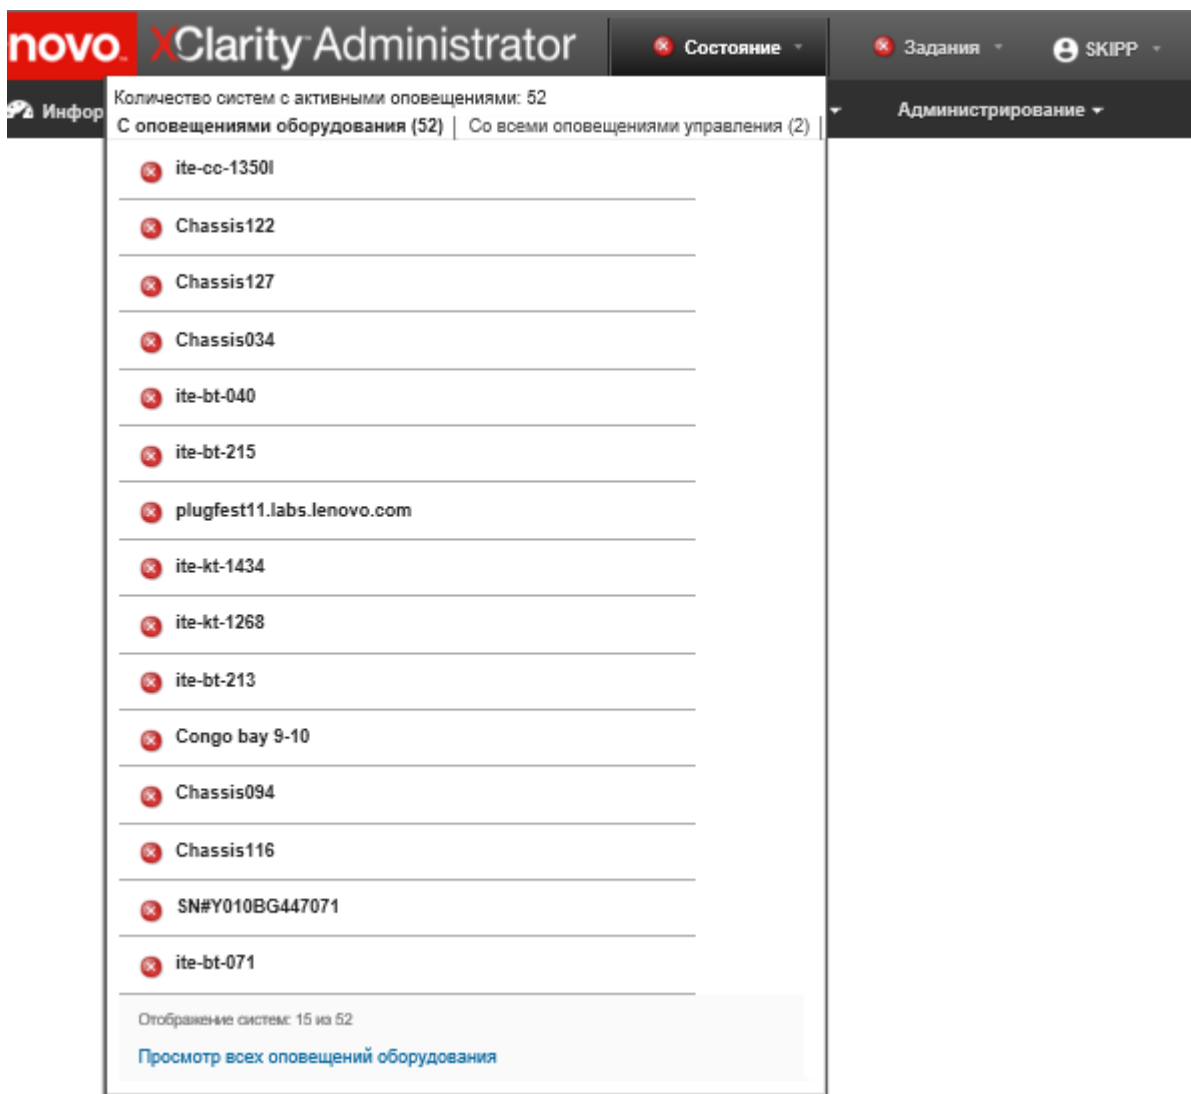 novo. XClarity Administrator Состояние Задания SKIPP
Инфор Администрирование
Количество систем с активными оповещениями: 52
С оповещениями оборудования (52) | Со всеми оповещениями управления (2) |
ite-cc-1350l
Chassis122
Chassis127
Chassis034
ite-bt-040
ite-bt-215
plugfest11.labs.lenovo.com
ite-kt-1434
ite-kt-1268
ite-bt-213
Congo bay 9-10
Chassis094
Chassis116
SN#Y010BG447071
ite-bt-071
Отображение систем: 15 из 52
Просмотр всех оповещений оборудования